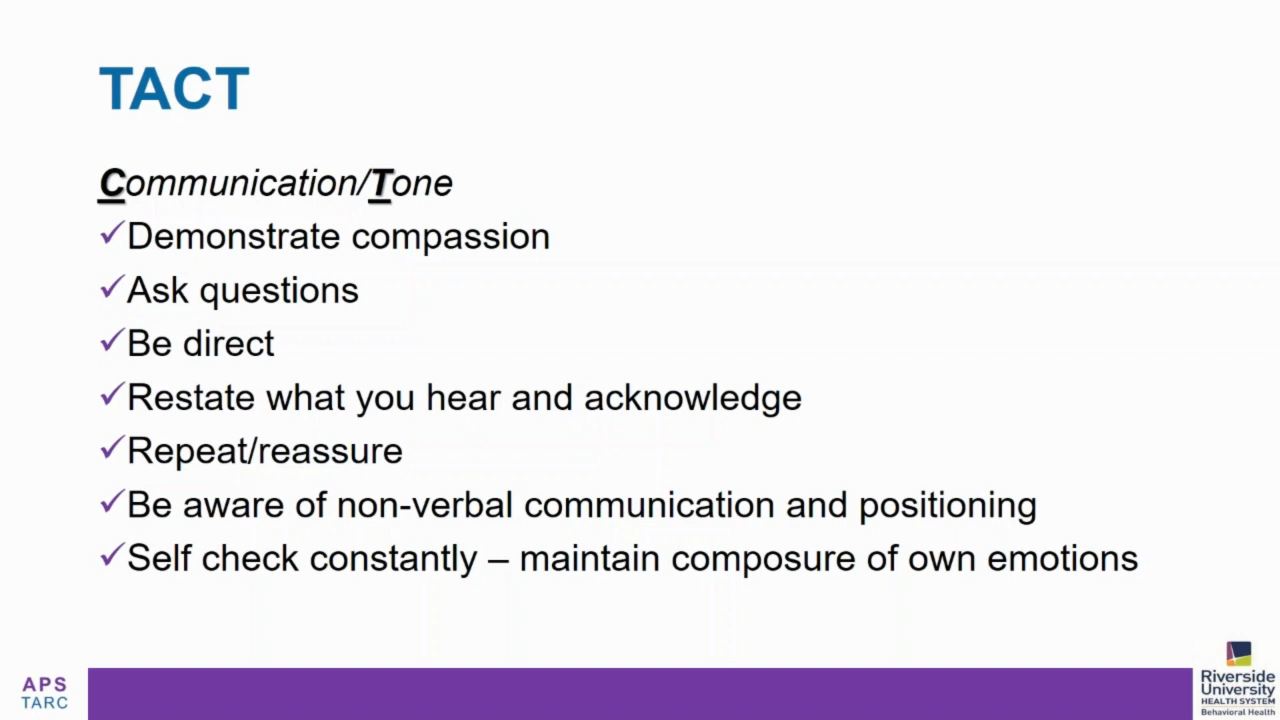 TACT
Communication/Tone
✓Demonstrate compassion
✓Ask questions
✓Be direct
✓Restate what you hear and acknowledge
✓Repeat/reassure
✓Be aware of non-verbal communication and positioning
✓Self check constantly – maintain composure of own emotions
APS
TARC
Riverside
University
HEALTH SYSTEM
Behavioral Health